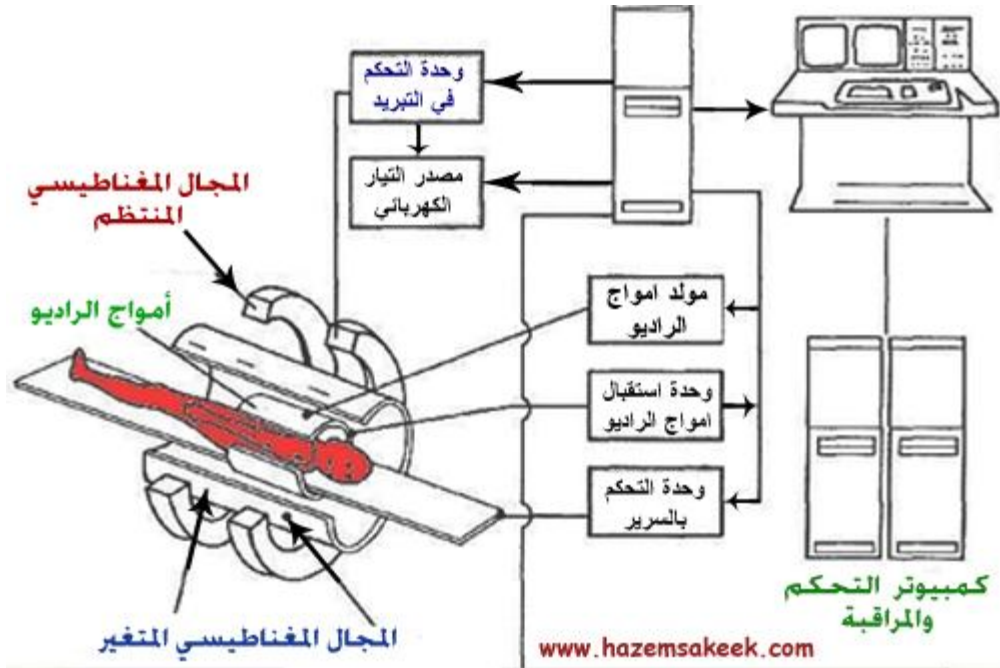 وحدة التحكم
في التبريد
مصدر التيار
الكهربائي
المجال المغناطيسي
المنتظم
أمواج الراديو
مولد امواج
الراديو
وحدة استقبال
امواج الراديو
وحدة التحكم
بالسرير
كمبيوتر التحكم
والمراقبة
المجال المغناطيسي المتغير
www.hazemsakeek.com